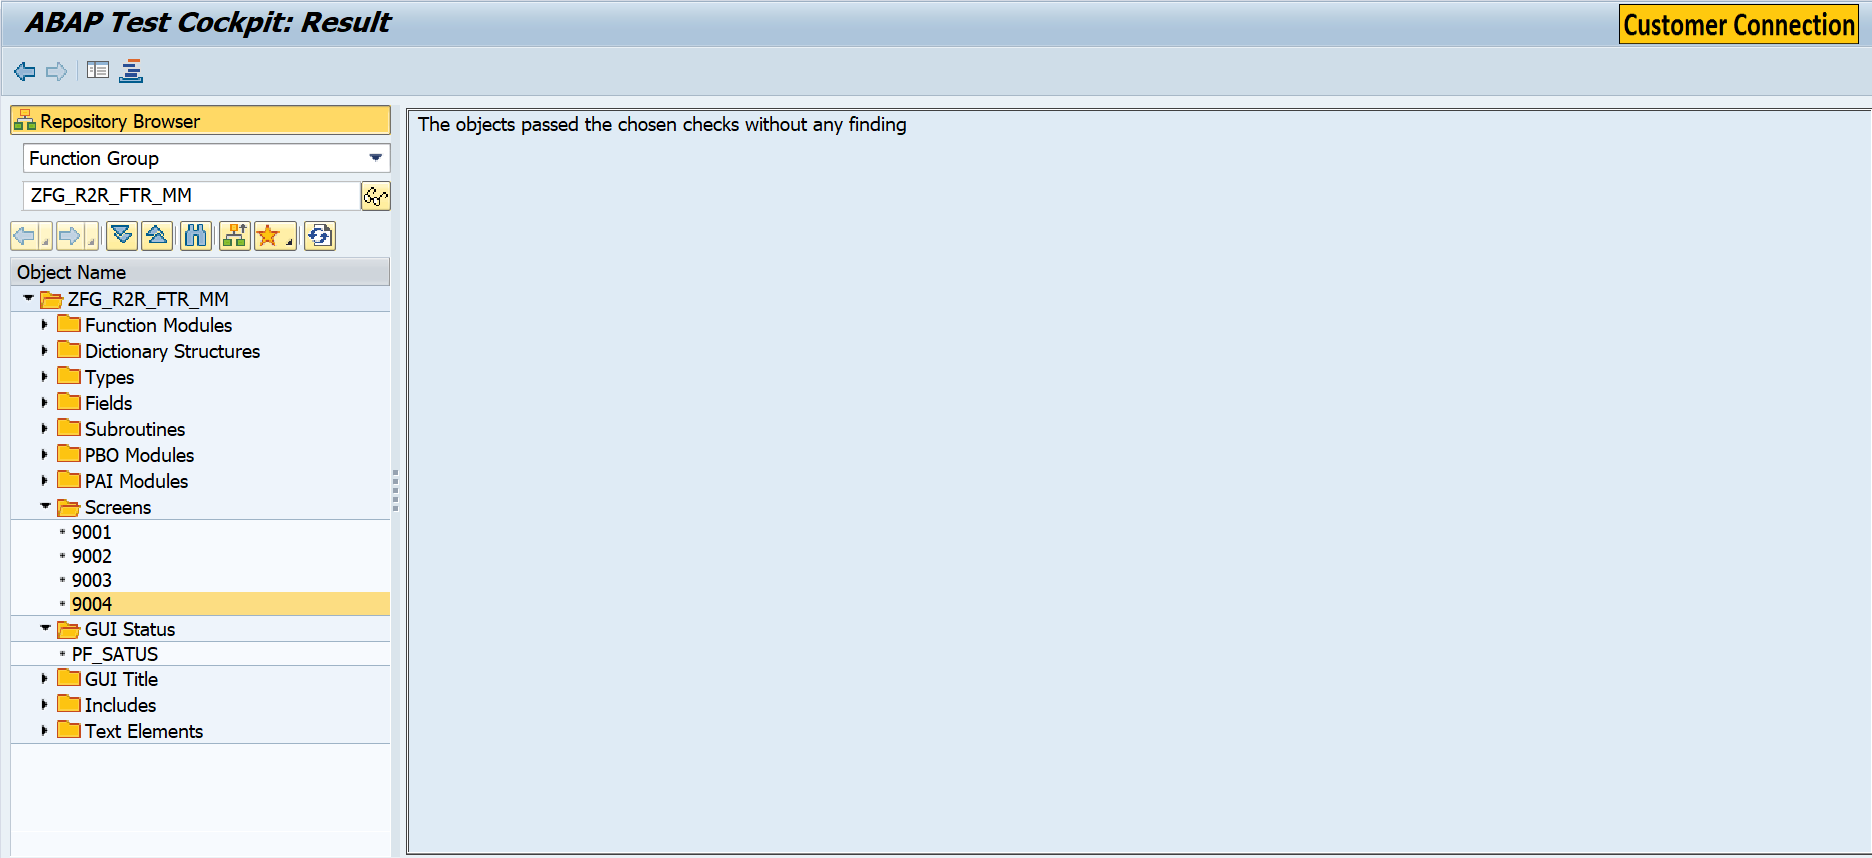 ABAP Test Cockpit: Result
Customer Connection
Repository Browser
The objects passed the chosen checks without any finding
Function Group
ZFG_R2R_FTR_MM
Object Name
ZFG_R2R_FTR_MM
Function Modules
Dictionary Structures
Types
Fields
Subroutines
PBO Modules
PAI Modules
Screens
9001
9002
9003
9004
GUI Status
PF_SATUS
GUI Title
Includes
Text Elements